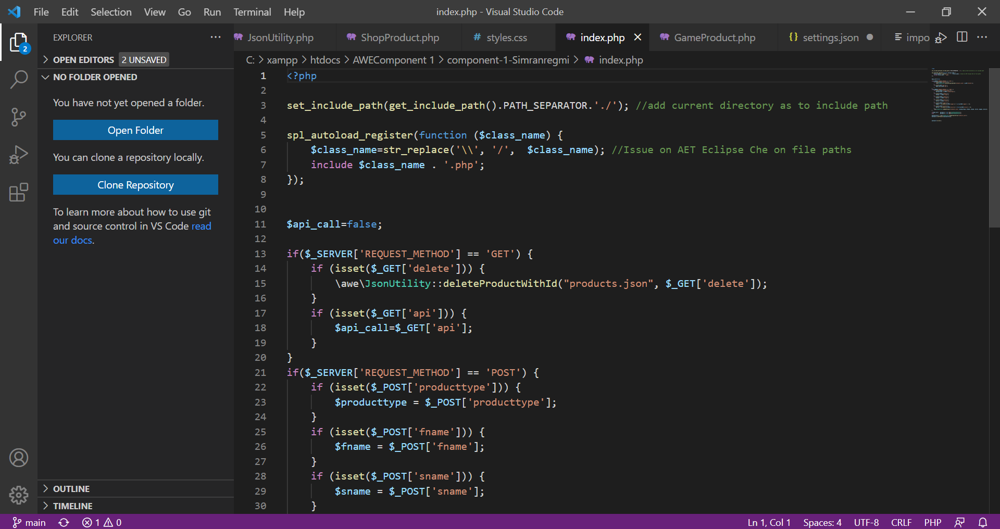 File Edit Selection View Go Run Terminal Help
index.php - Visual Studio Code
EXPLORER
JsonUtility.php
ShopProduct.php
# styles.css
index.php
GameProduct.php
{} settings.json
impo
2
OPEN EDITORS 2 UNSAVED
C: > xampp > htdocs > AWEComponent 1 > component-1-Simranregmi > index.php
NO FOLDER OPENED
You have not yet opened a folder.
Open Folder
You can clone a repository locally.
Clone Repository
To learn more about how to use git
and source control in VS Code read
our docs.
OUTLINE
TIMELINE
1 <?php
2
3 set_include_path(get_include_path().PATH_SEPARATOR.'./'); //add current directory as to include path
4
5 spl_autoload_register(function ($class_name) {
6     $class_name=str_replace('\\', '/',  $class_name); //Issue on AET Eclipse Che on file paths
7     include $class_name . '.php';
8 });
9
10
11 $api_call=false;
12
13 if($_SERVER['REQUEST_METHOD'] == 'GET') {
14     if (isset($_GET['delete'])) {
15         \awe\JsonUtility::deleteProductWithId("products.json", $_GET['delete']);
16     }
17     if (isset($_GET['api'])) {
18         $api_call=$_GET['api'];
19     }
20 }
21 if($_SERVER['REQUEST_METHOD'] == 'POST') {
22     if (isset($_POST['producttype'])) {
23         $producttype = $_POST['producttype'];
24     }
25     if (isset($_POST['fname'])) {
26         $fname = $_POST['fname'];
27     }
28     if (isset($_POST['sname'])) {
29         $sname = $_POST['sname'];
30     }
main 1 0
Ln 1, Col 1 Spaces: 4 UTF-8 CRLF PHP